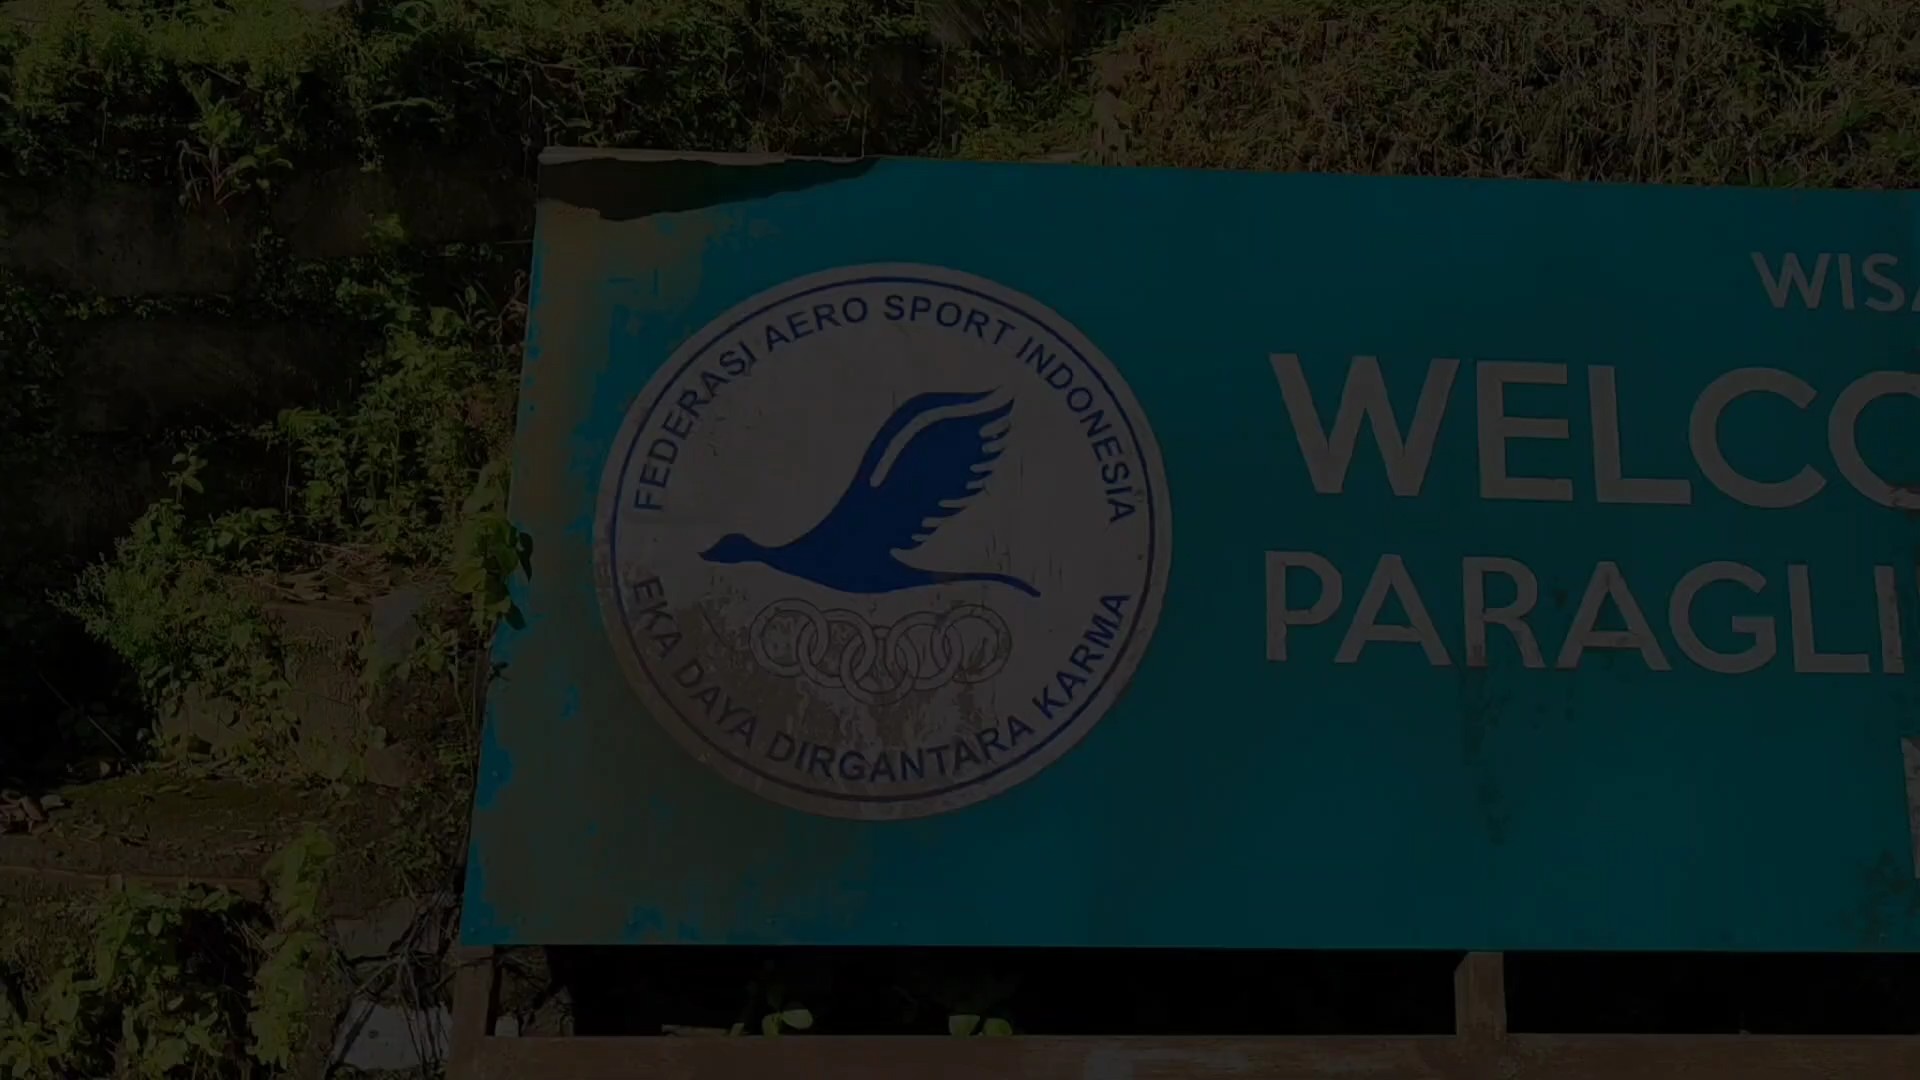 FEDERASI AERO SPORT INDONESIA
EKA DAYA DIRGANTARA KARMA
WISA
WELCO
PARAGLI